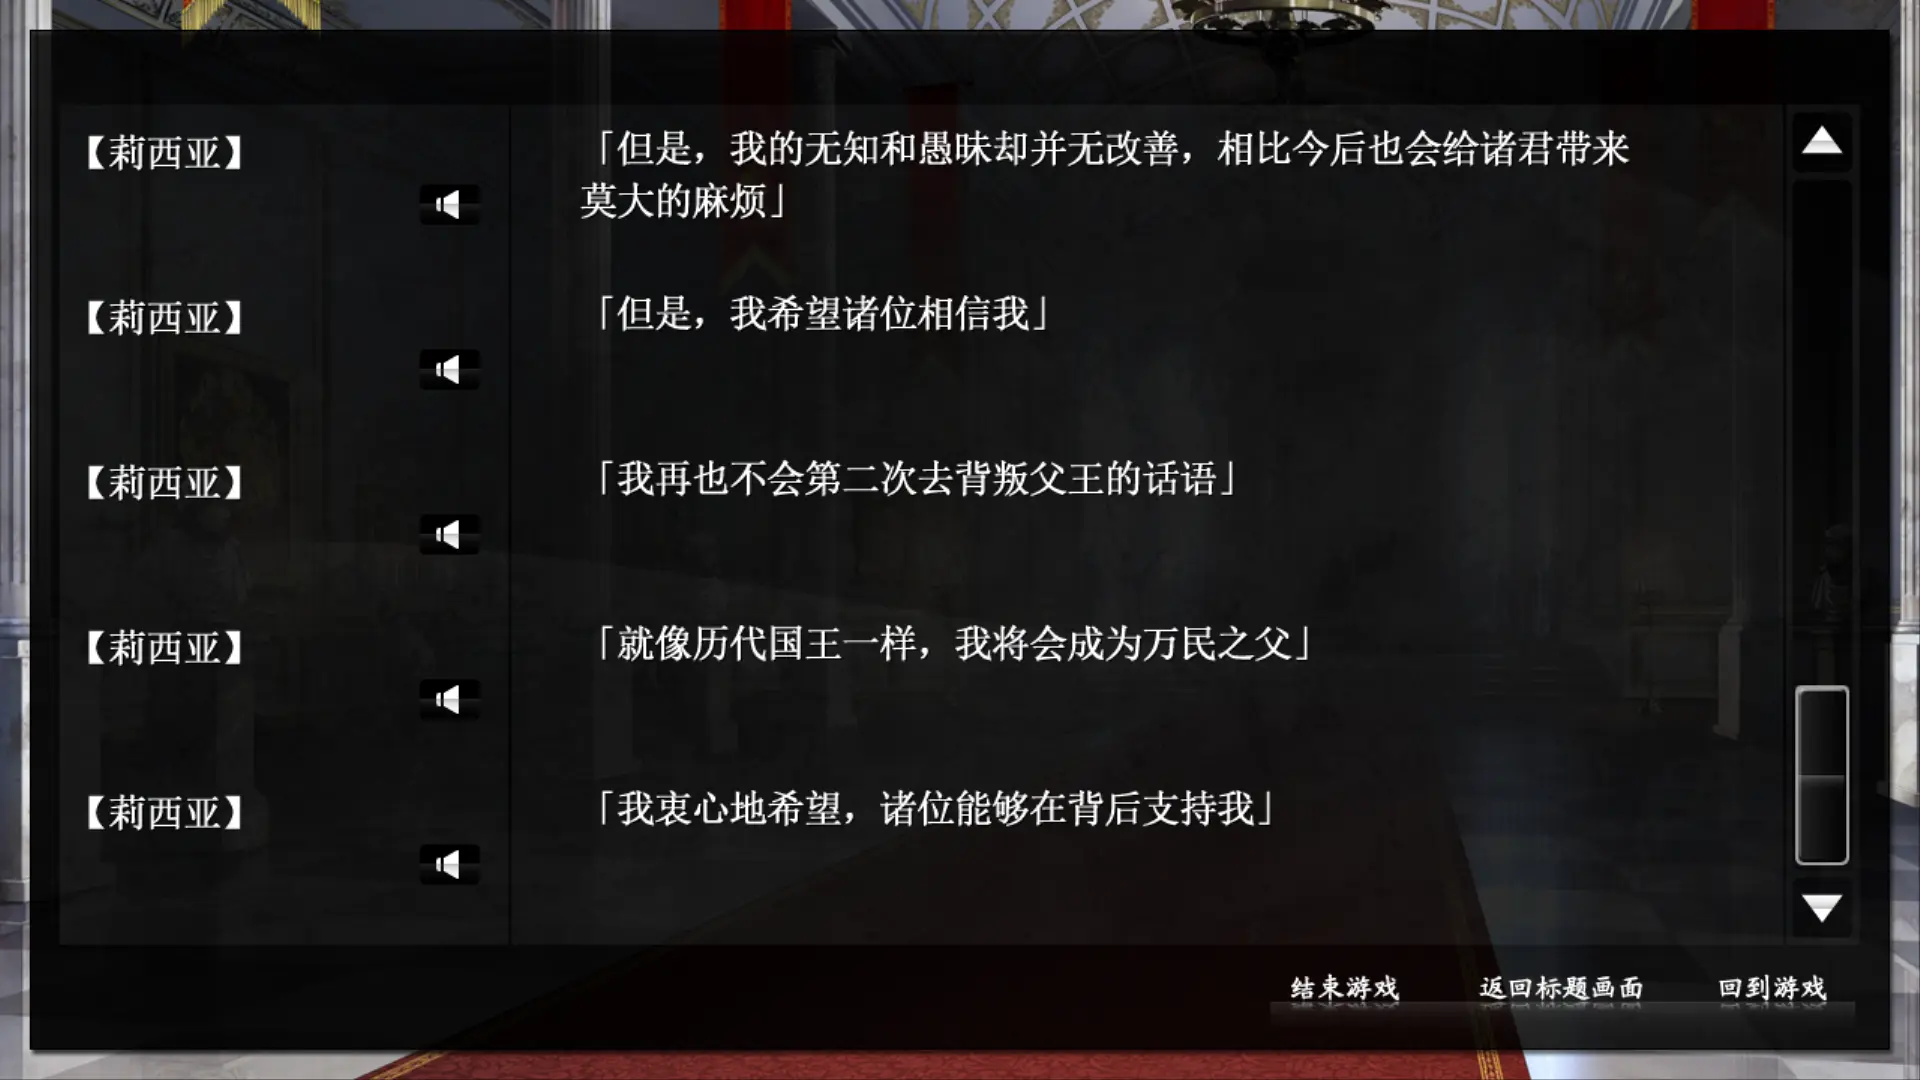 【莉西亚】
「但是，我的无知和愚昧却并无改善，相比今后也会给诸君带来
莫大的麻烦」
【莉西亚】
「但是，我希望诸位相信我」
【莉西亚】
「我再也不会第二次去背叛父王的话语」
【莉西亚】
「就像历代国王一样，我将会成为万民之父」
【莉西亚】
「我衷心地希望，诸位能够在背后支持我」
结束游戏
返回标题画面
回到游戏